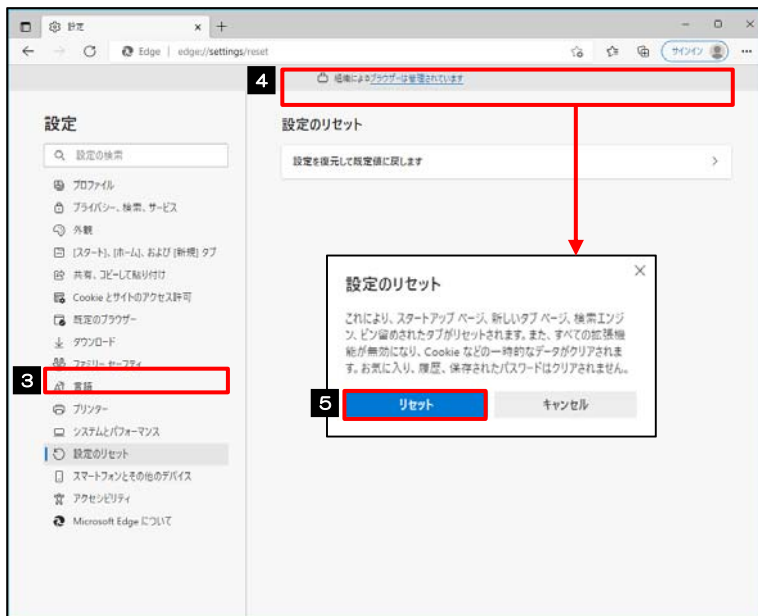 設定
Edge | edge://settings/reset
サインイン
4
組織によるブラウザーは管理されています
設定
設定の検索
プロファイル
プライバシー、検索、サービス
外観
[スタート]、[ホーム]、および [新規] タブ
共有、コピーして貼り付け
Cookie とサイトのアクセス許可
既定のブラウザー
ダウンロード
ファミリー セーフティ
3
言語
プリンター
システムとパフォーマンス
設定のリセット
スマートフォンとその他のデバイス
アクセシビリティ
Microsoft Edge について
設定のリセット
設定を復元して既定値に戻します
設定のリセット
これにより、スタートアップ ページ、新しいタブ ページ、検索エンジ
ン、ピン留めされたタブがリセットされます。また、すべての拡張機
能が無効になり、Cookie などの一時的なデータがクリアされま
す。お気に入り、履歴、保存されたパスワードはクリアされません。
5
リセット
キャンセル